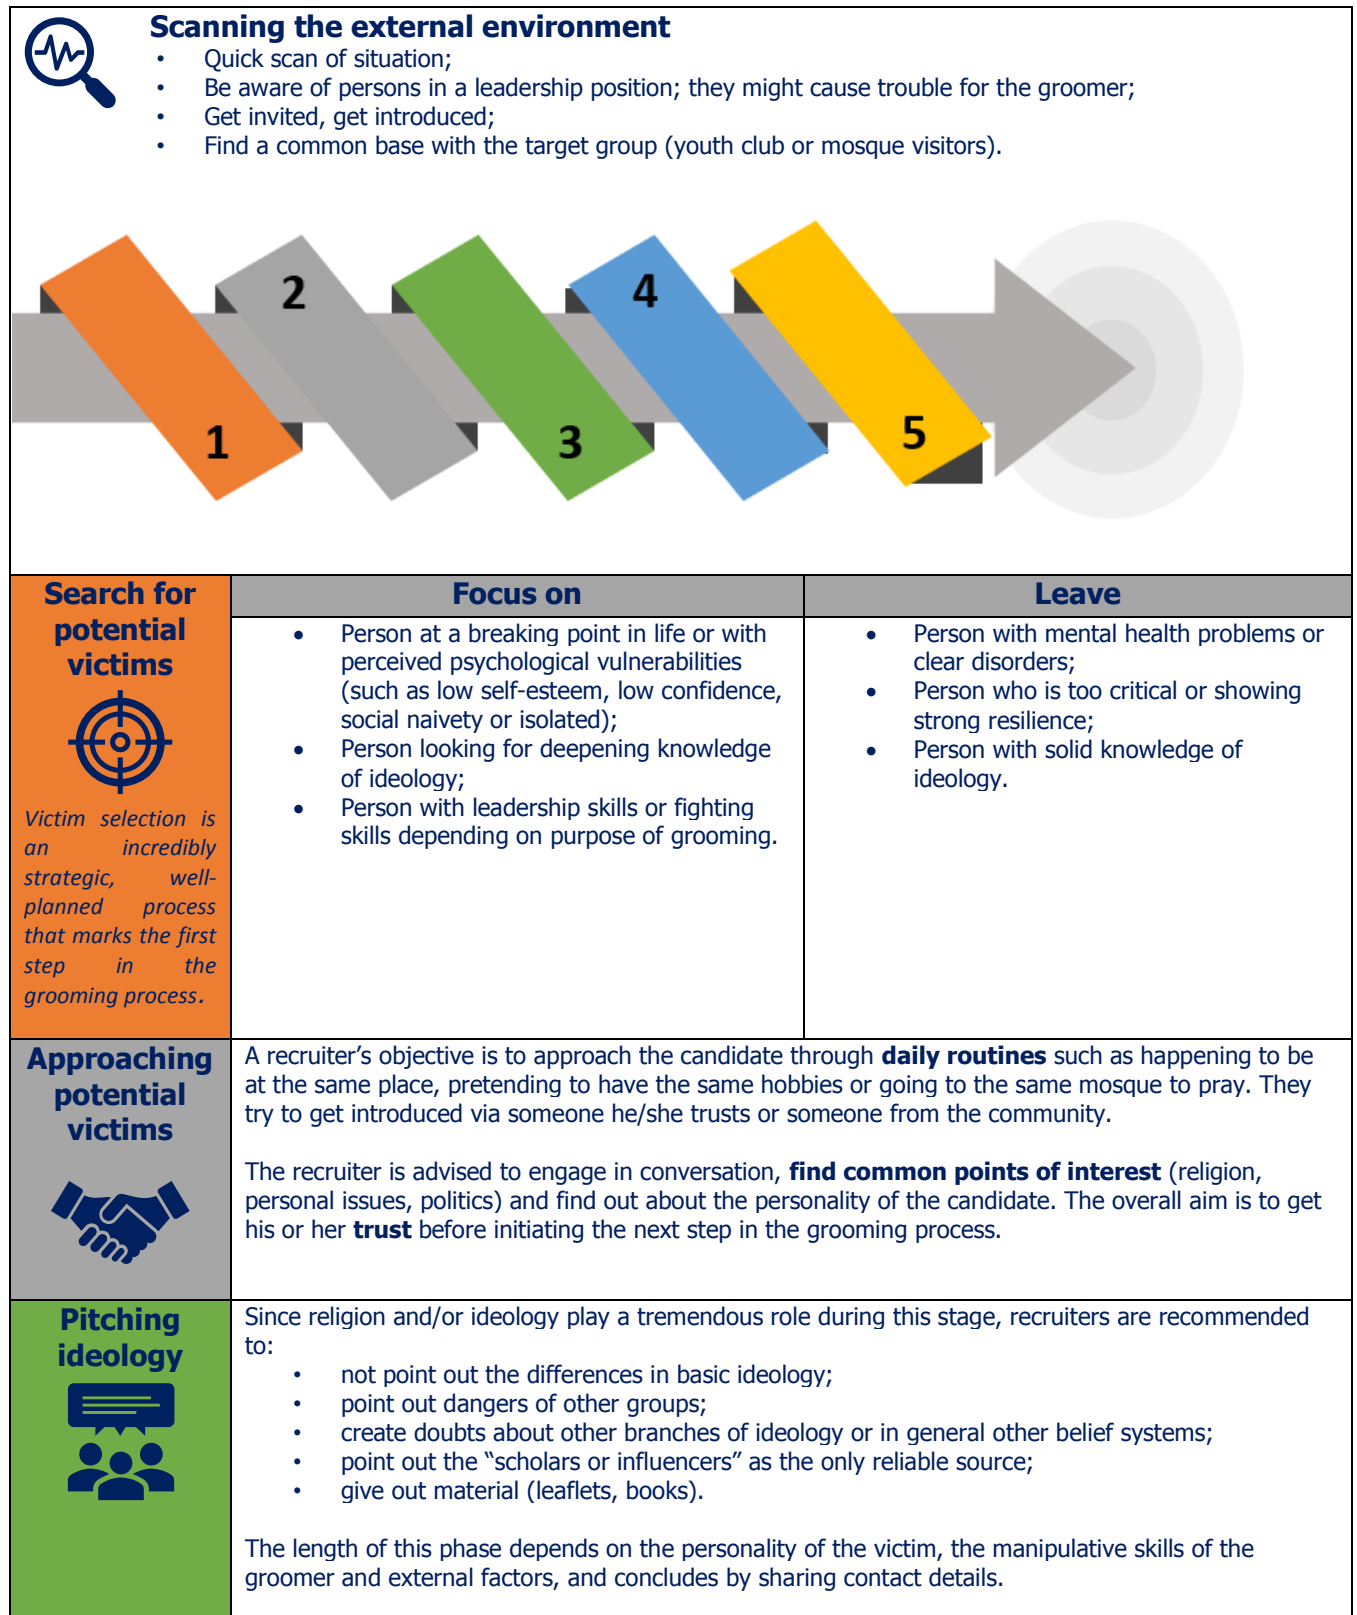 Scanning the external environment
• Quick scan of situation;
• Be aware of persons in a leadership position; they might cause trouble for the groomer;
• Get invited, get introduced;
• Find a common base with the target group (youth club or mosque visitors).
1
2
3
4
5
Search for
potential
victims
Victim selection is
an incredibly
strategic, well-
planned process
that marks the first
step in the
grooming process.
Focus on
• Person at a breaking point in life or with
perceived psychological vulnerabilities
(such as low self-esteem, low confidence,
social naivety or isolated);
• Person looking for deepening knowledge
of ideology;
• Person with leadership skills or fighting
skills depending on purpose of grooming.
Leave
• Person with mental health problems or
clear disorders;
• Person who is too critical or showing
strong resilience;
• Person with solid knowledge of
ideology.
Approaching
potential
victims
A recruiter’s objective is to approach the candidate through daily routines such as happening to be
at the same place, pretending to have the same hobbies or going to the same mosque to pray. They
try to get introduced via someone he/she trusts or someone from the community.
The recruiter is advised to engage in conversation, find common points of interest (religion,
personal issues, politics) and find out about the personality of the candidate. The overall aim is to get
his or her trust before initiating the next step in the grooming process.
Pitching
ideology
Since religion and/or ideology play a tremendous role during this stage, recruiters are recommended
to:
• not point out the differences in basic ideology;
• point out dangers of other groups;
• create doubts about other branches of ideology or in general other belief systems;
• point out the “scholars or influencers” as the only reliable source;
• give out material (leaflets, books).
The length of this phase depends on the personality of the victim, the manipulative skills of the
groomer and external factors, and concludes by sharing contact details.